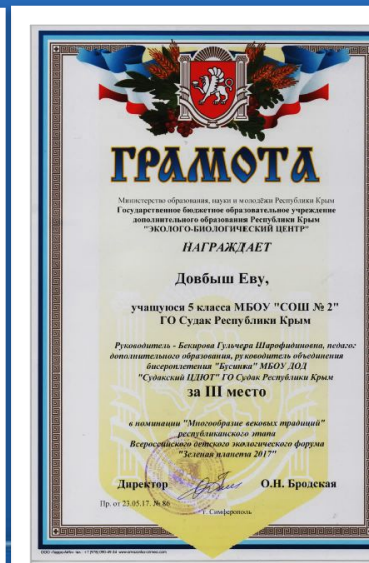 ГРАМОТА
Министерство образования, науки и молодёжи Республики Крым
Государственное бюджетное образовательное учреждение
дополнительного образования Республики Крым
"ЭКОЛОГО-БИОЛОГИЧЕСКИЙ ЦЕНТР"
НАГРАЖДАЕТ
Довбыш Еву,
учащуюся 5 класса МБОУ "СОШ № 2"
ГО Судак Республики Крым
Руководитель - Бекирова Гульчера Шарофидиновна, педагог
дополнительного образования, руководитель объединения
бисероплетения "Бусинка" МБОУ ДОД
"Судакский ЦДЮТ" ГО Судак Республики Крым
за III место
в номинации "Многообразие вековых традиций"
республиканского этапа
Всероссийского детского экологического форума
"Зеленая планета 2017"
Директор О.Н. Бродская
Пр. от 23.05.17. № 86
г. Симферополь